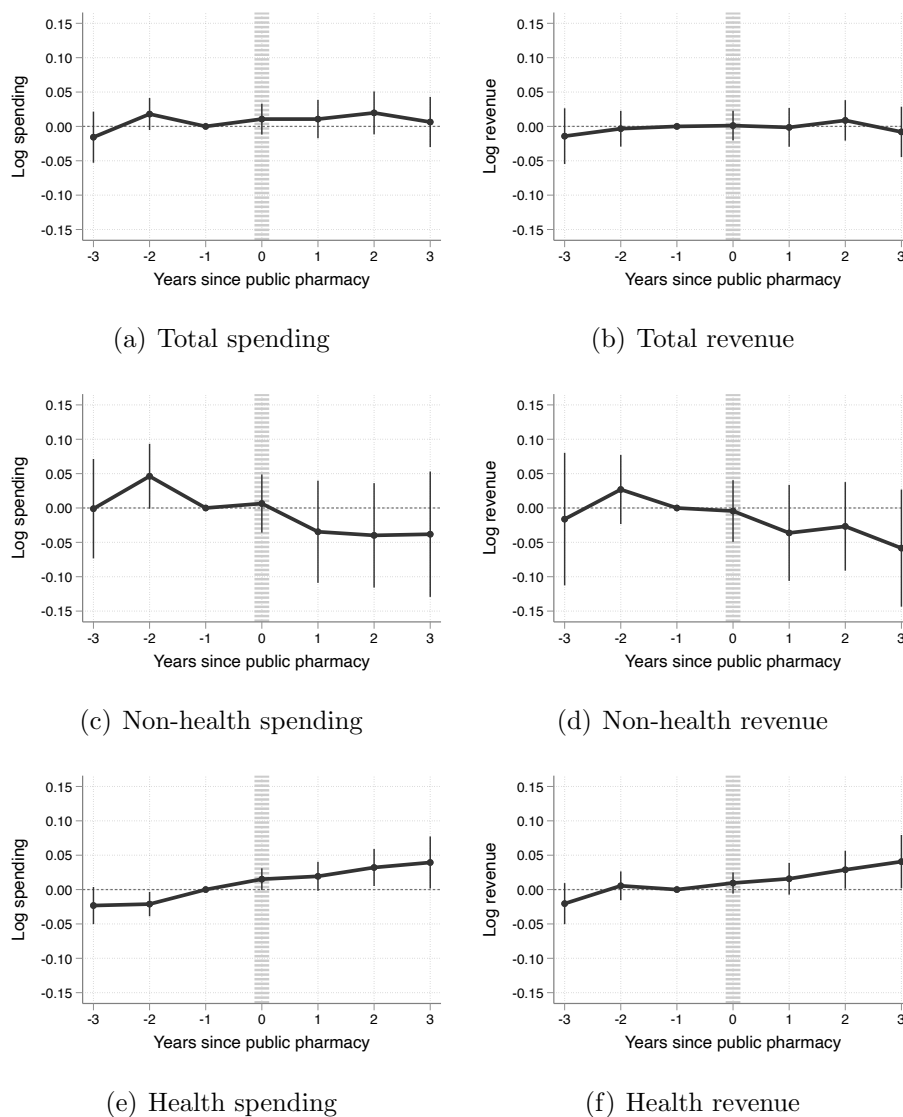 0.15
0.10
0.05
0.00
-0.05
-0.10
-0.15
Log spending
-3 -2 -1 0 1 2 3
Years since public pharmacy
(a) Total spending
0.15
0.10
0.05
0.00
-0.05
-0.10
-0.15
Log revenue
-3 -2 -1 0 1 2 3
Years since public pharmacy
(b) Total revenue
0.15
0.10
0.05
0.00
-0.05
-0.10
-0.15
Log spending
-3 -2 -1 0 1 2 3
Years since public pharmacy
(c) Non-health spending
0.15
0.10
0.05
0.00
-0.05
-0.10
-0.15
Log revenue
-3 -2 -1 0 1 2 3
Years since public pharmacy
(d) Non-health revenue
0.15
0.10
0.05
0.00
-0.05
-0.10
-0.15
Log spending
-3 -2 -1 0 1 2 3
Years since public pharmacy
(e) Health spending
0.15
0.10
0.05
0.00
-0.05
-0.10
-0.15
Log revenue
-3 -2 -1 0 1 2 3
Years since public pharmacy
(f) Health revenue